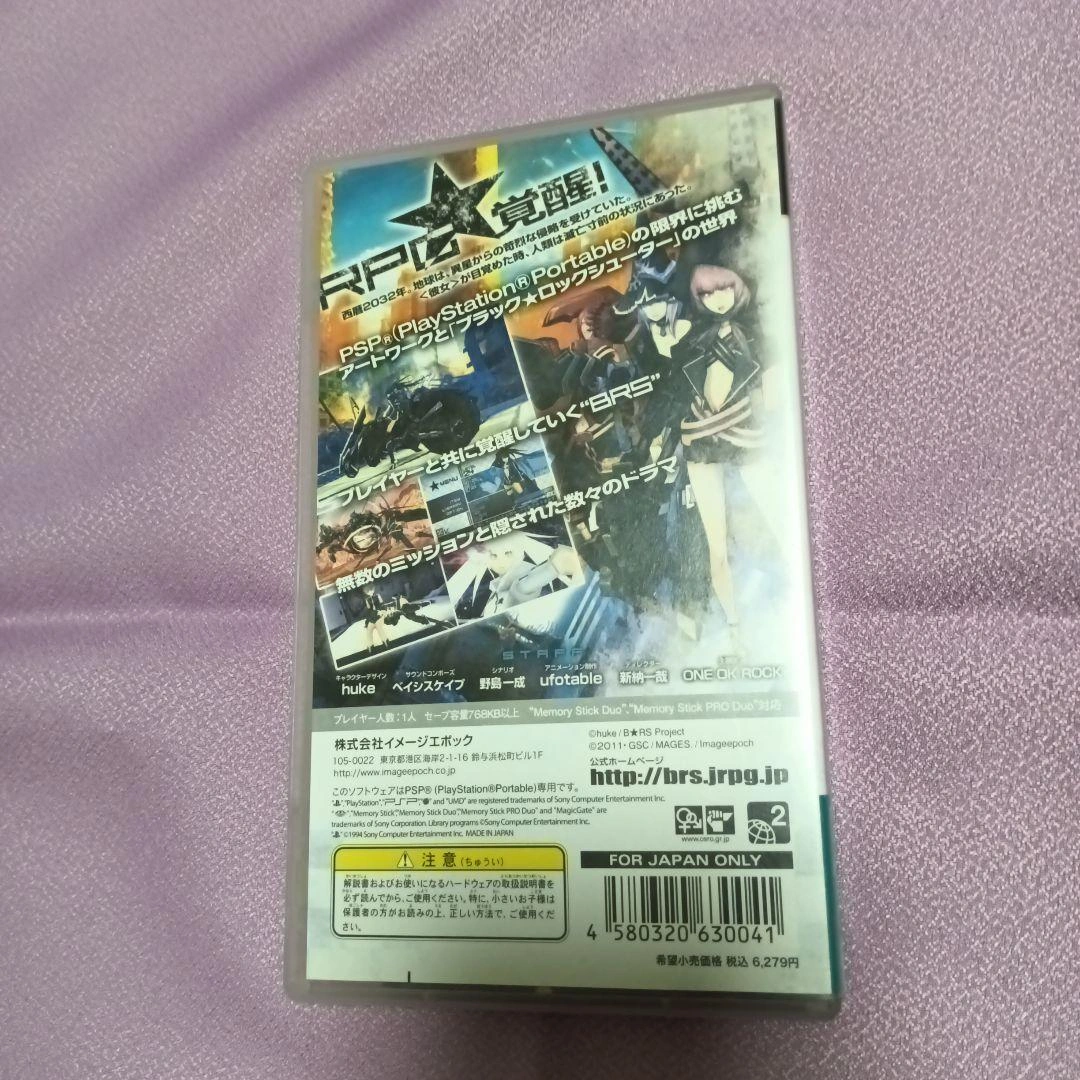 RPG★覚醒!
西暦2032年。地球は、異星からの苛烈な侵略を受けていた。
<彼女>が目覚めた時、人類は滅亡寸前の状況にあった。
PSP®(PlayStation®Portable)の限界に挑む
アートワークと「ブラック★ロックシューター」の世界
プレイヤーと共に覚醒していく“BRS”
★MENU
無数のミッションと隠された数々のドラマ
STAFF
キャラクターデザイン
huke
サウンドコンポーズ
ベイシスケイプ
シナリオ
野島一成
アニメーション制作
ufotable
ディレクター
新納一哉
ONE OK ROCK
プレイヤー人数:1人 セーブ容量768KB以上 “Memory Stick Duo”、“Memory Stick PRO Duo”対応
株式会社イメージエポック
105-0022 東京都港区海岸2-1-16 鈴与浜松町ビル1F
http://www.imageepoch.co.jp
©huke / B★RS Project
©2011・GSC / MAGES. / Imageepoch
公式ホームページ
http://brs.jrpg.jp
このソフトウェアはPSP® (PlayStation®Portable)専用です。
“PlayStation”, “PSP”, and “UMD” are registered trademarks of Sony Computer Entertainment Inc.
“Memory Stick”, “Memory Stick Duo”, “Memory Stick PRO Duo” and “MagicGate” are
trademarks of Sony Corporation. Library programs ©Sony Computer Entertainment Inc.
©1994 Sony Computer Entertainment Inc. MADE IN JAPAN
www.cero.gr.jp
2
注意(ちゅうい)
解説書およびお使いになるハードウェアの取扱説明書を
必ず読んでから、ご使用ください。特に、小さいお子様は
保護者の方がお読みの上、正しい方法で、ご使用くださ
い。
FOR JAPAN ONLY
4 580320 630041
希望小売価格 税込 6,279円